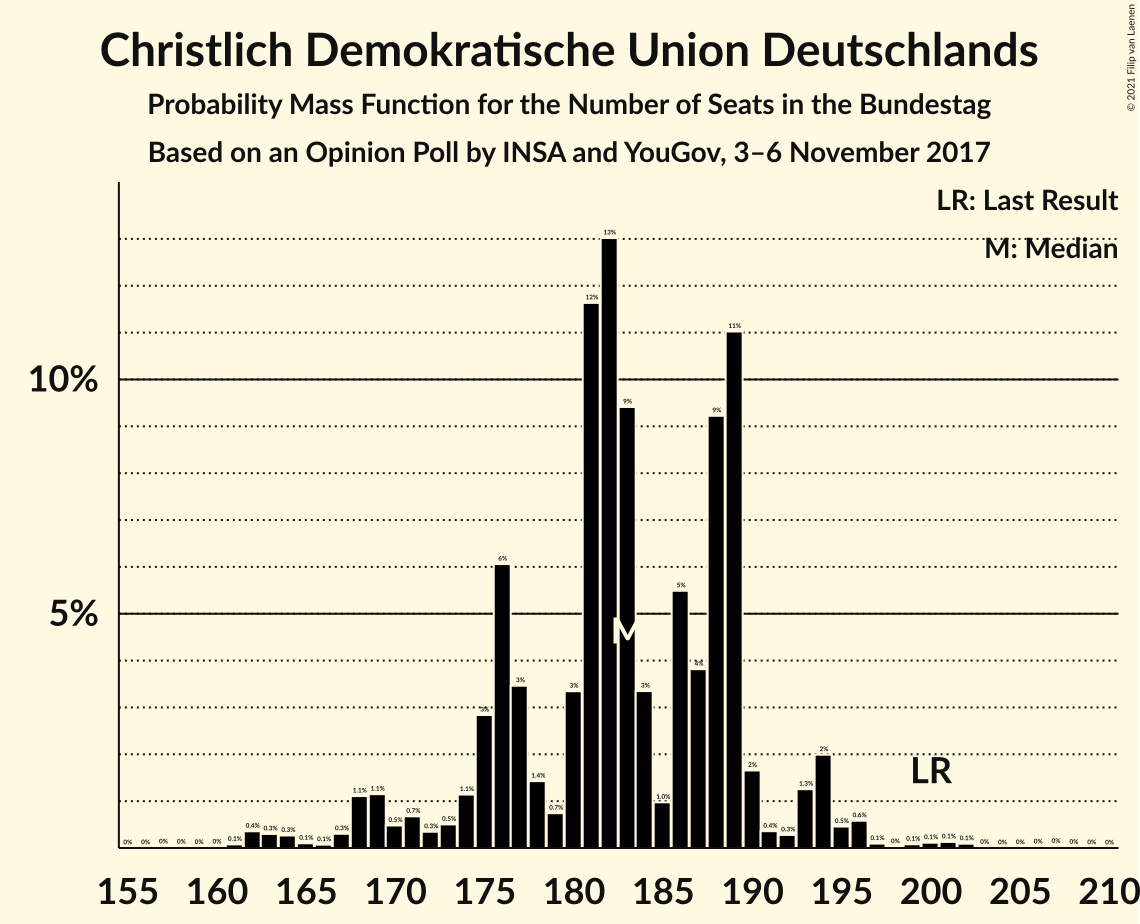 Christlich Demokratische Union Deutschlands
Probability Mass Function for the Number of Seats in the Bundestag
Based on an Opinion Poll by INSA and YouGov, 3–6 November 2017
© 2021 Filip van Laenen
LR: Last Result
M: Median
10%
5%
0% 0% 0% 0% 0% 0% 0.1% 0.4% 0.3% 0.3% 0.1% 0.1% 0.3% 1.1% 1.1% 0.5% 0.7% 0.3% 0.5% 1.1% 3% 6% 3% 1.4% 0.7% 3% 12% 13% 9% 3% 1.0% 5% 4% 9% 11% 2% 0.4% 0.3% 1.3% 2% 0.5% 0.6% 0.1% 0% 0.1% 0.1% 0.1% 0.1% 0% 0% 0% 0% 0% 0% 0% 0%
M
LR
155 160 165 170 175 180 185 190 195 200 205 210